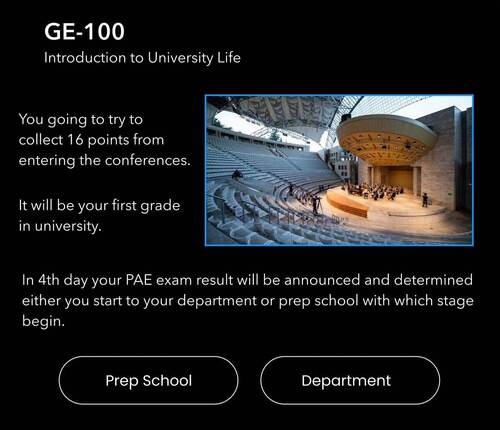 GE-100
Introduction to University Life
You going to try to
collect 16 points from
entering the conferences.
It will be your first grade
in university.
In 4th day your PAE exam result will be announced and determined
either you start to your department or prep school with which stage
begin.
Prep School
Department